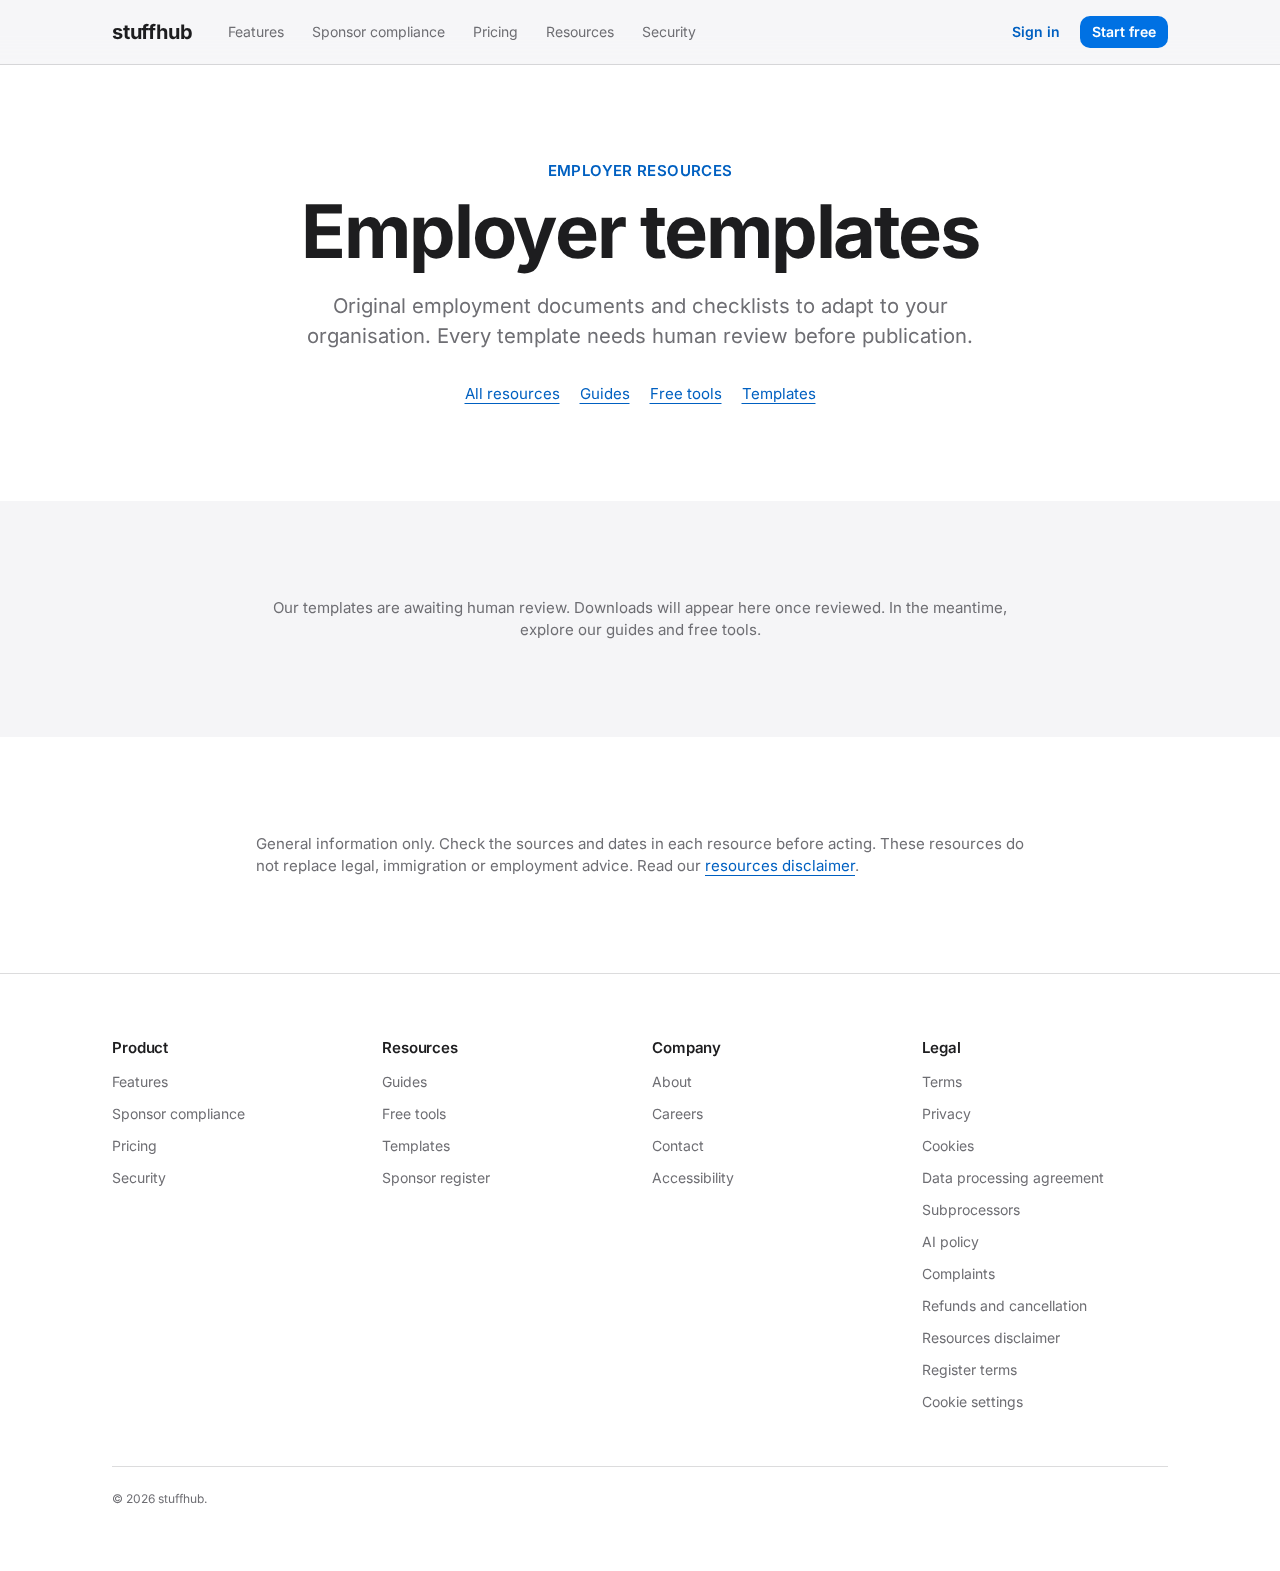 stuffhub Features Sponsor compliance Pricing Resources Security Sign in Start free
EMPLOYER RESOURCES
Employer templates
Original employment documents and checklists to adapt to your
organisation. Every template needs human review before publication.
All resources Guides Free tools Templates
Our templates are awaiting human review. Downloads will appear here once reviewed. In the meantime,
explore our guides and free tools.
General information only. Check the sources and dates in each resource before acting. These resources do
not replace legal, immigration or employment advice. Read our resources disclaimer.
Product
Features
Sponsor compliance
Pricing
Security
Resources
Guides
Free tools
Templates
Sponsor register
Company
About
Careers
Contact
Accessibility
Legal
Terms
Privacy
Cookies
Data processing agreement
Subprocessors
AI policy
Complaints
Refunds and cancellation
Resources disclaimer
Register terms
Cookie settings
© 2026 stuffhub.